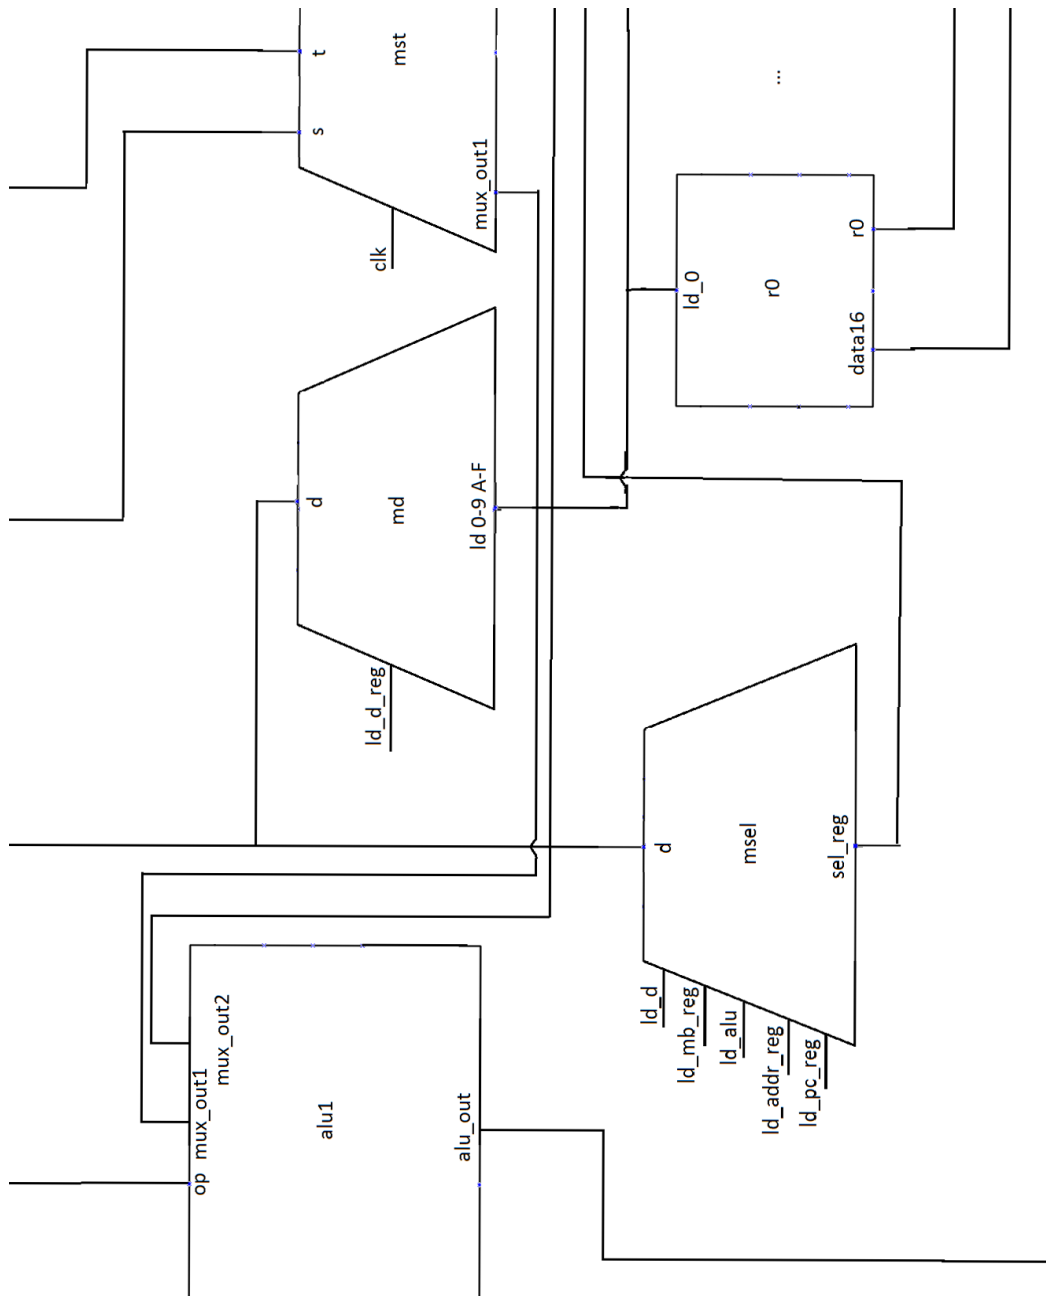 t
mst
...
s
mux_out1
clk
r0
ld_0
r0
data16
d
md
ld 0-9 A-F
ld_d_reg
d
msel
sel_reg
ld_d
ld_mb_reg
ld_alu
ld_addr_reg
ld_pc_reg
mux_out2
op mux_out1
alu1
alu_out